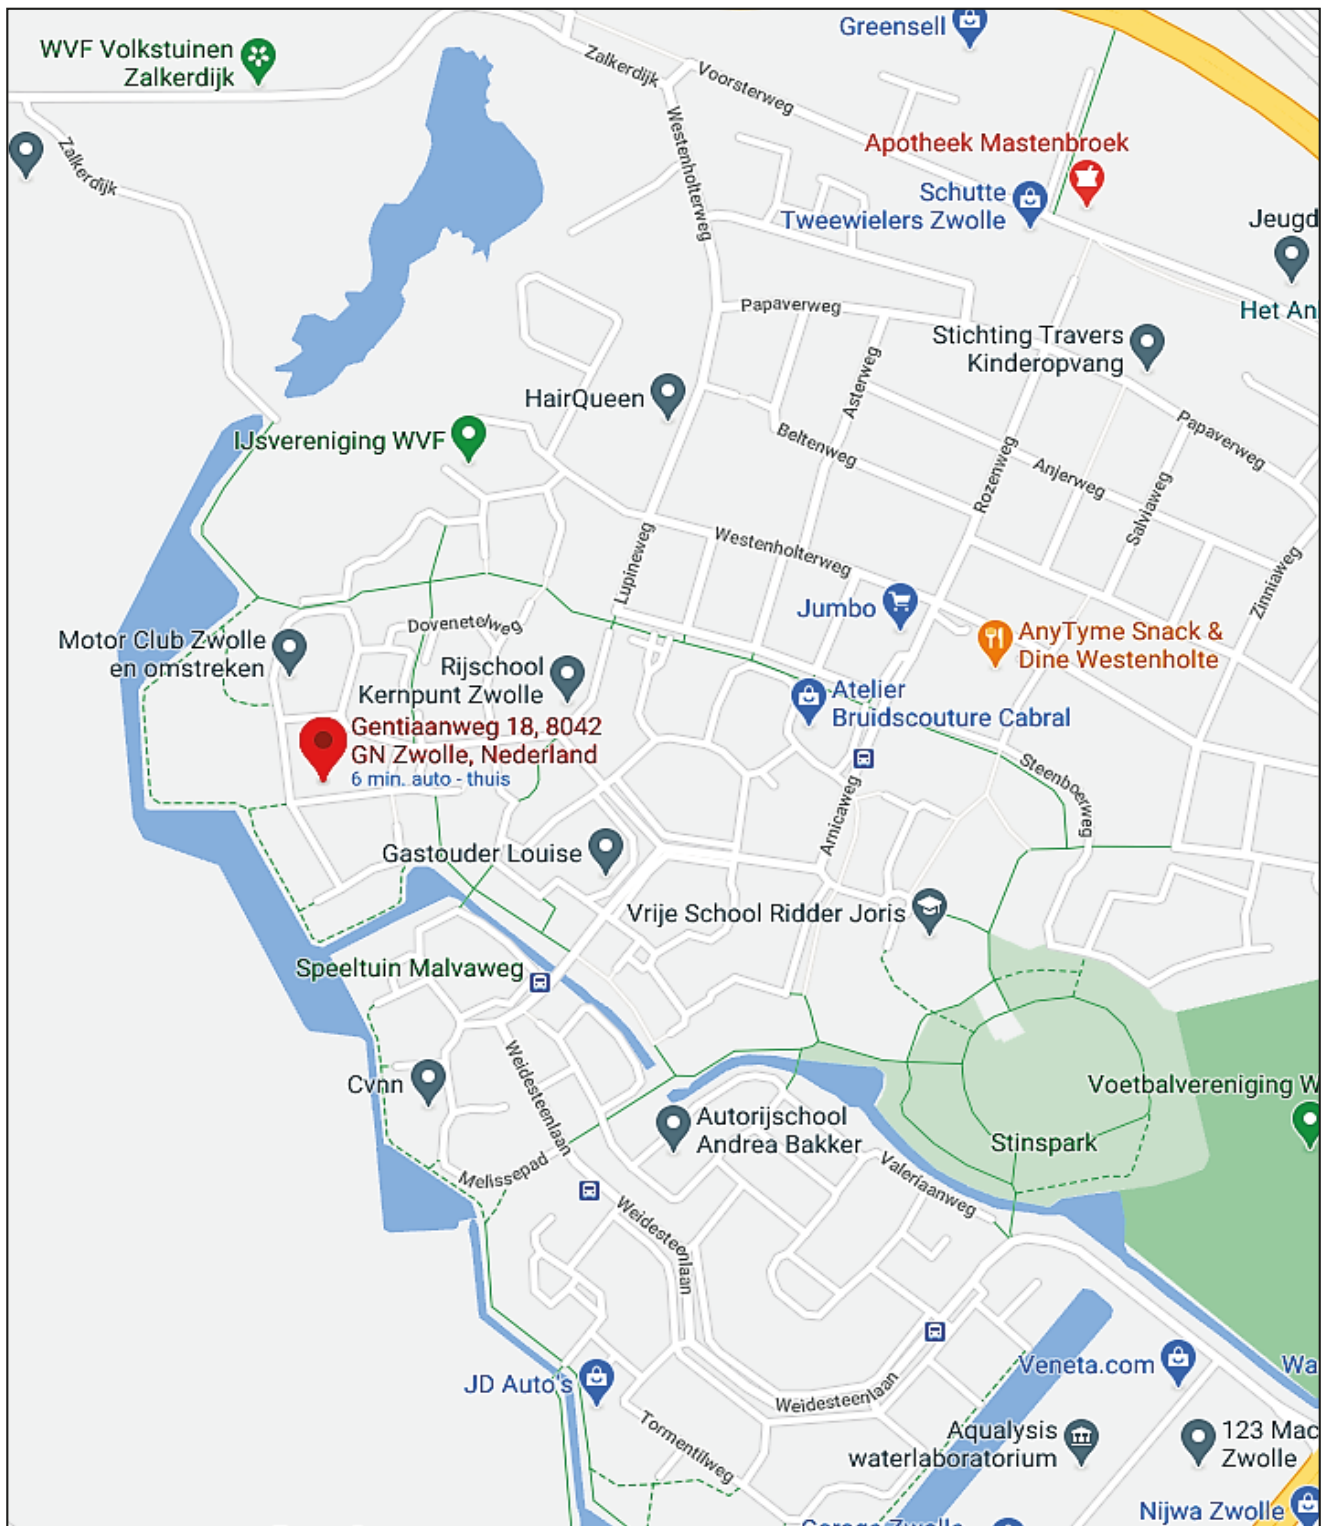 Greensell
WVF Volkstuinen
Zalkerdijk
Zalkerdijk
Voorsterweg
Westenholterweg
Zalkerdijk
Apotheek Mastenbroek
Schutte
Tweewielers Zwolle
Jeugd
Het An
Papaverweg
Stichting Travers
Kinderopvang
Asterweg
HairQueen
Beltenweg
IJsvereniging WVF
Papaverweg
Anjerweg
Rozenweg
Salviaweg
Westenholterweg
Lupineweg
Zinniaweg
Jumbo
Dovenetelweg
Motor Club Zwolle
en omstreken
AnyTyme Snack &
Dine Westenholte
Rijschool
Kernpunt Zwolle
Atelier
Bruidscouture Cabral
Gentiaanweg 18, 8042
GN Zwolle, Nederland
6 min. auto - thuis
Steenboerweg
Arnicaweg
Gastouder Louise
Vrije School Ridder Joris
Speeltuin Malvaweg
Weidesteenlaan
Cvnn
Voetbalvereniging W
Autorijschool
Andrea Bakker
Stinspark
Melissepad
Valeriaanweg
Weidesteenlaan
Veneta.com
Wa
JD Auto's
Weidesteenlaan
Tormentilweg
Aqualysis
waterlaboratorium
123 Mac
Zwolle
Nijwa Zwolle
Garage Zwolle